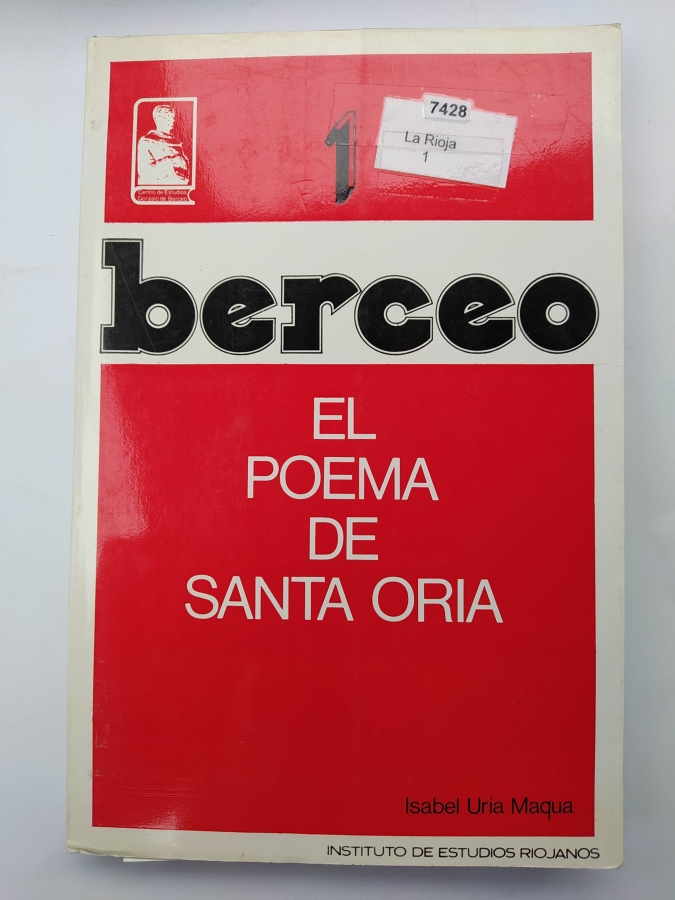 Centro de Estudios
Gonzalo de Berceo
1
7428
La Rioja
1
berceo
EL
POEMA
DE
SANTA ORIA
Isabel Uría Maqua
INSTITUTO DE ESTUDIOS RIOJANOS